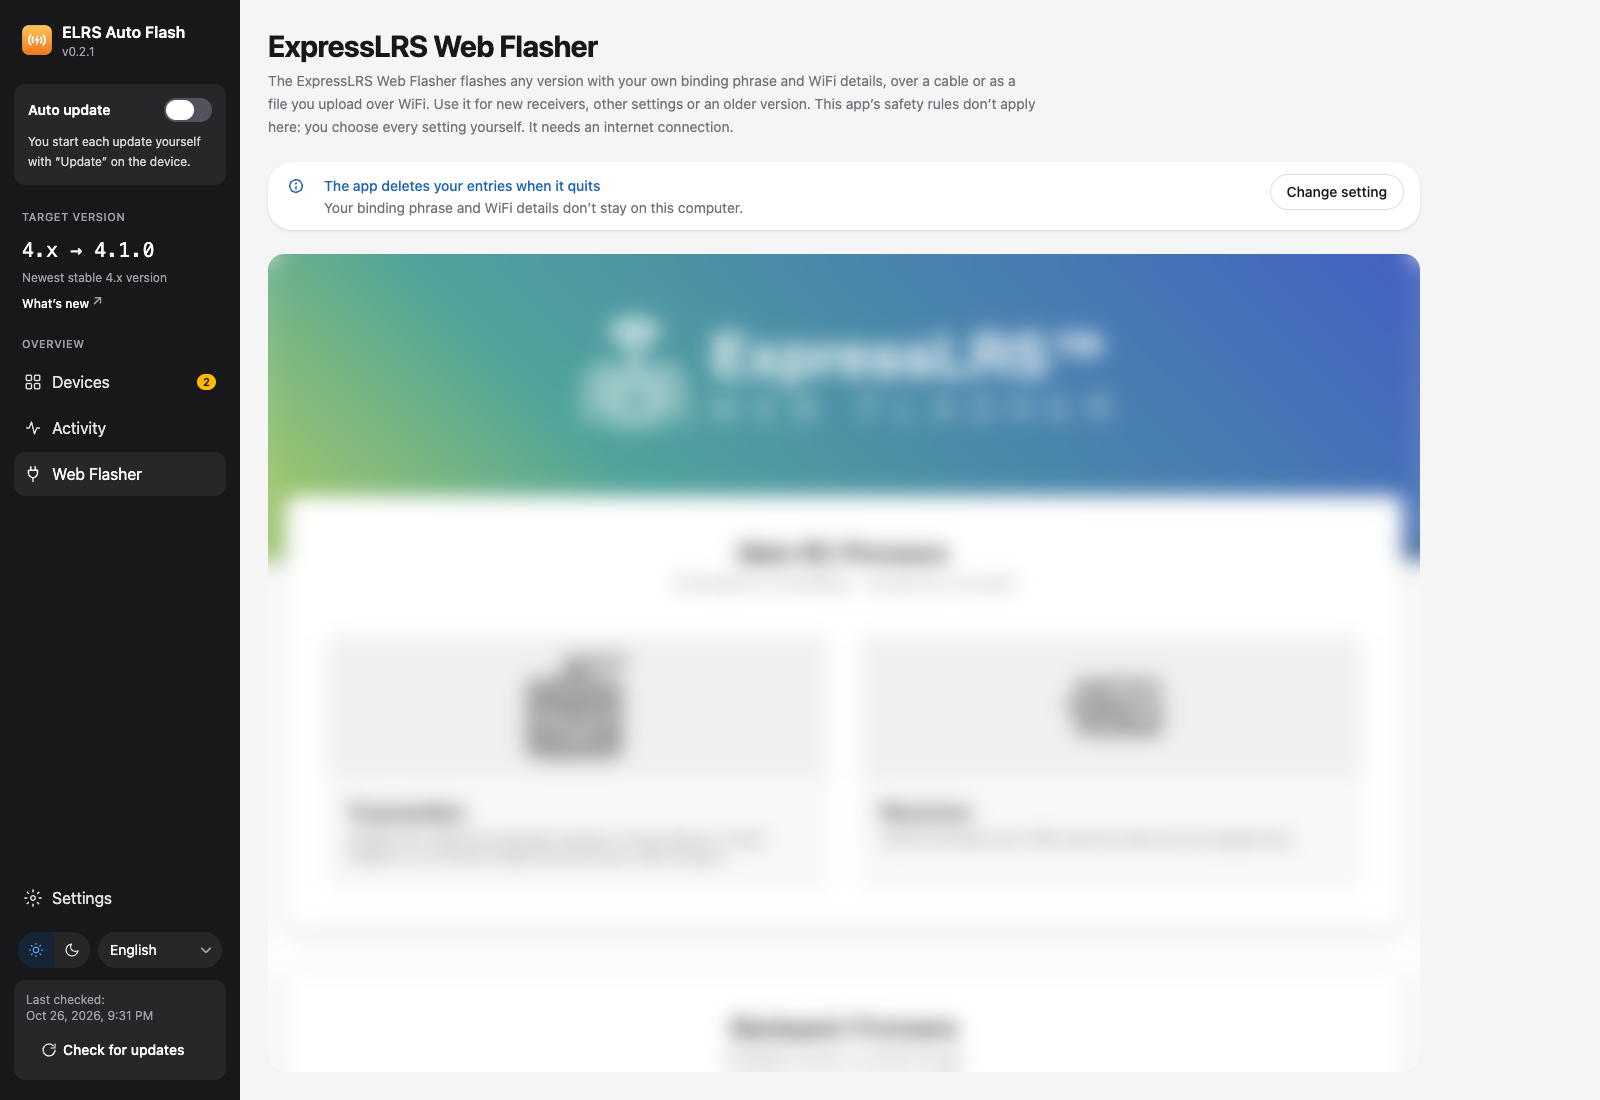 ELRS Auto Flash
v0.2.1
Auto update
You start each update yourself
with "Update" on the device.
TARGET VERSION
4.x → 4.1.0
Newest stable 4.x version
What's new ↗
OVERVIEW
Devices
2
Activity
Web Flasher
Settings
English
Last checked:
Oct 26, 2026, 9:31 PM
Check for updates
ExpressLRS Web Flasher
The ExpressLRS Web Flasher flashes any version with your own binding phrase and WiFi details, over a cable or as a
file you upload over WiFi. Use it for new receivers, other settings or an older version. This app's safety rules don't apply
here: you choose every setting yourself. It needs an internet connection.
The app deletes your entries when it quits
Your binding phrase and WiFi details don't stay on this computer.
Change setting
ExpressLRS™
WEB FLASHER
Backpack Firmware